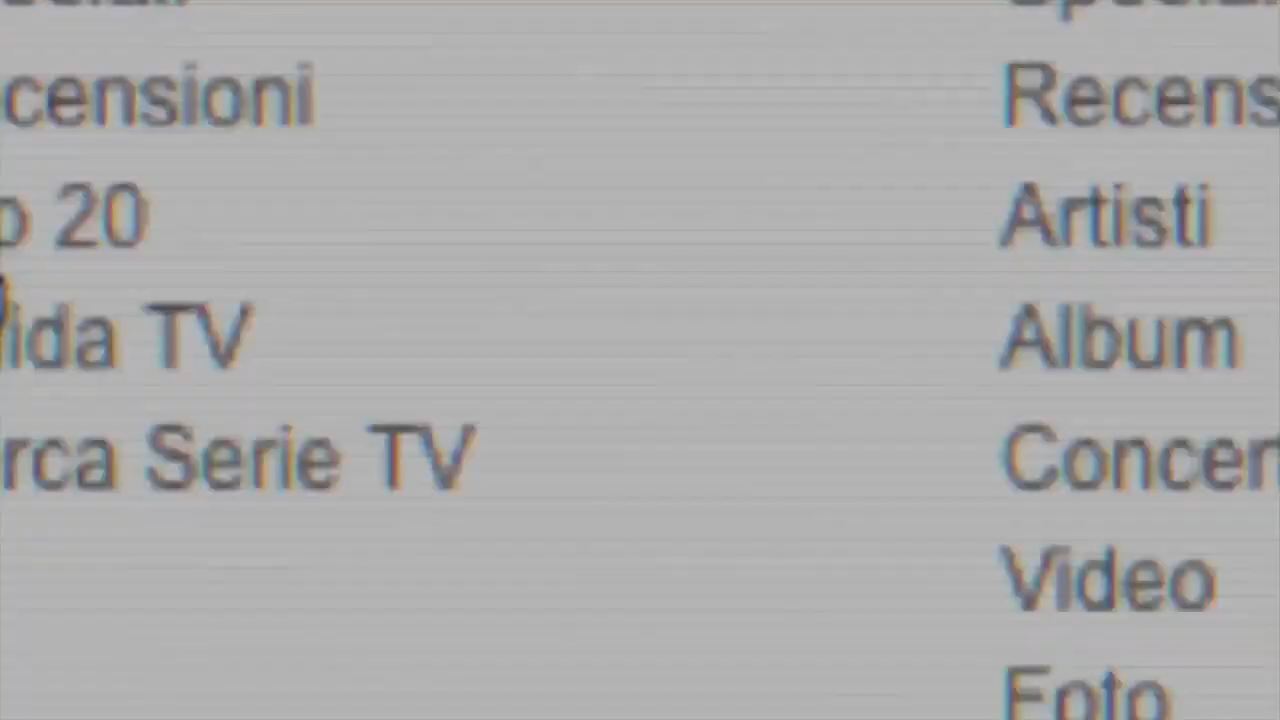 censioni
o 20
ida TV
rca Serie TV
Recens
Artisti
Album
Concer
Video
Foto